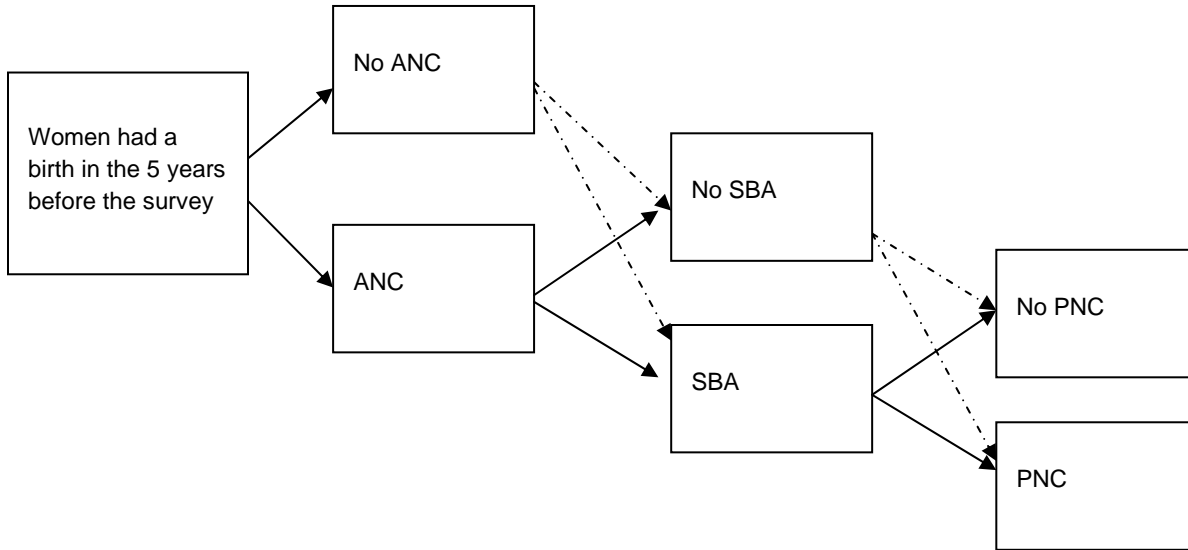 Women had a
birth in the 5 years
before the survey
No ANC
ANC
No SBA
SBA
No PNC
PNC